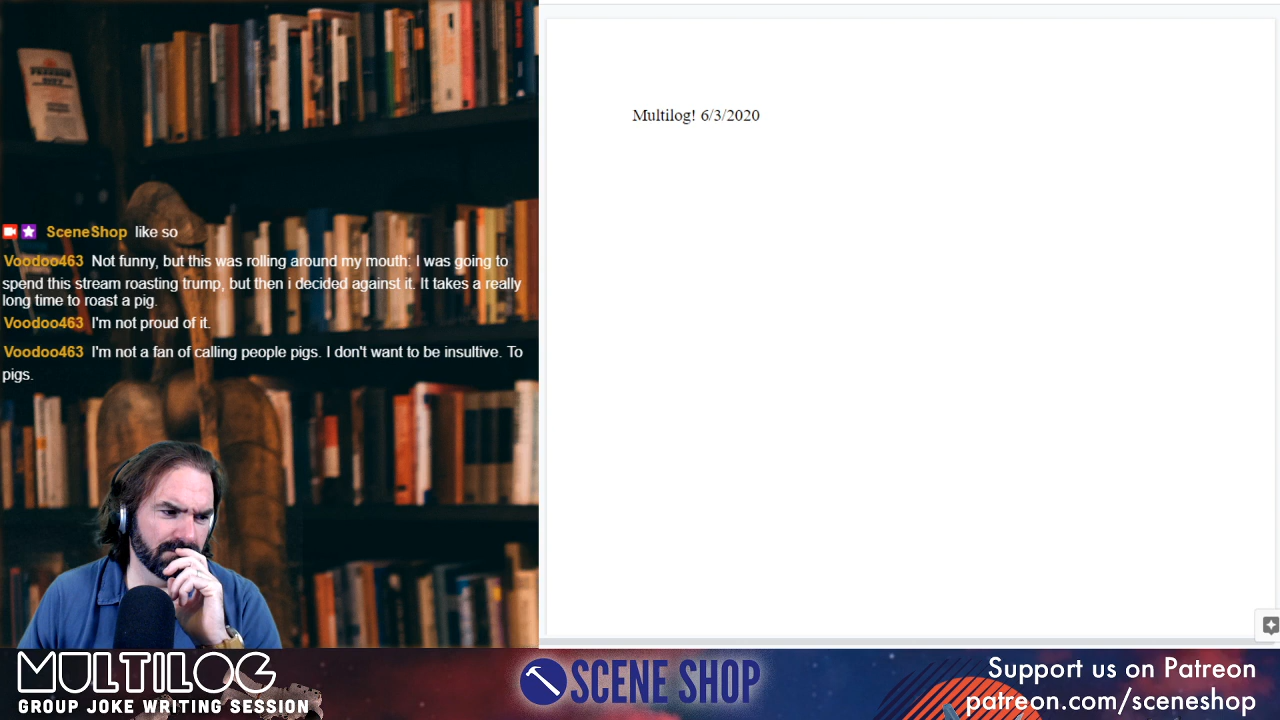 Multilog! 6/3/2020
SceneShop like so
Voodoo463 Not funny, but this was rolling around my mouth: I was going to
spend this stream roasting trump, but then i decided against it. It takes a really
long time to roast a pig.
Voodoo463 I'm not proud of it.
Voodoo463 I'm not a fan of calling people pigs. I don't want to be insultive. To
pigs.
MULTILOG
GROUP JOKE WRITING SESSION
SCENE SHOP
Support us on Patreon
patreon.com/sceneshop